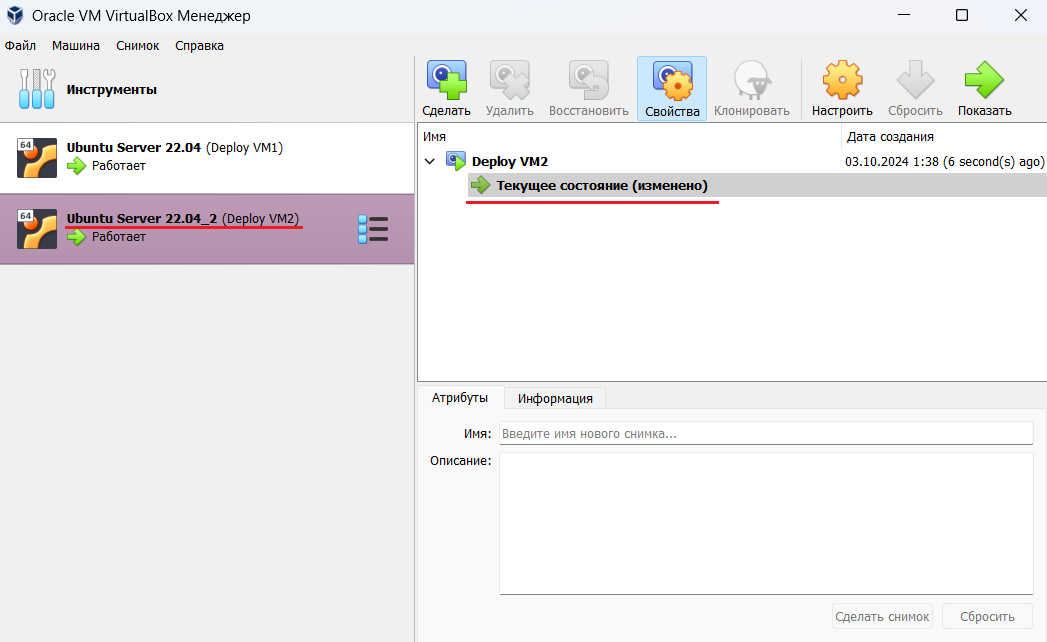 Oracle VM VirtualBox Менеджер
Файл Машина Снимок Справка
Инструменты
64
Ubuntu Server 22.04 (Deploy VM1)
Работает
64
Ubuntu Server 22.04_2 (Deploy VM2)
Работает
Сделать Удалить Восстановить Свойства Клонировать Настроить Сбросить Показать
Имя Дата создания
Deploy VM2 03.10.2024 1:38 (6 second(s) ago)
Текущее состояние (изменено)
Атрибуты Информация
Имя: Введите имя нового снимка...
Описание:
Сделать снимок Сбросить